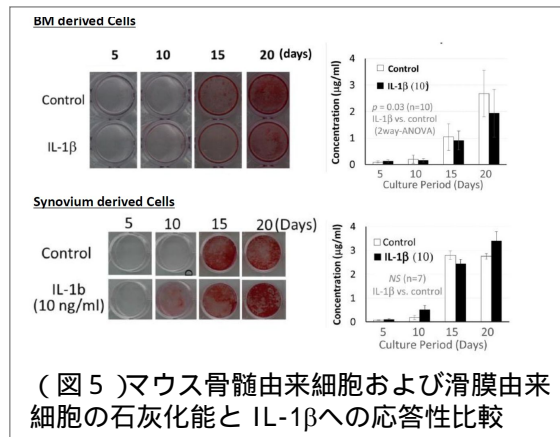 BM derived Cells
5 10 15 20 (days)
Control
IL-1β
Concentration (μg/ml)
4
3
2
1
0
Control
IL-1β (10)
p = 0.03 (n=10)
IL-1β vs. control
(2way-ANOVA)
5 10 15 20
Culture Period (Days)
Synovium derived Cells
5 10 15 20 (Days)
Control
IL-1b
(10 ng/ml)
Concentration (μg/ml)
4
3
2
1
0
Control
IL-1β (10)
NS (n=7)
IL-1β vs. control
5 10 15 20
Culture Period (Days)
(図5)マウス骨髄由来細胞および滑膜由来
細胞の石灰化能と IL-1βへの応答性比較